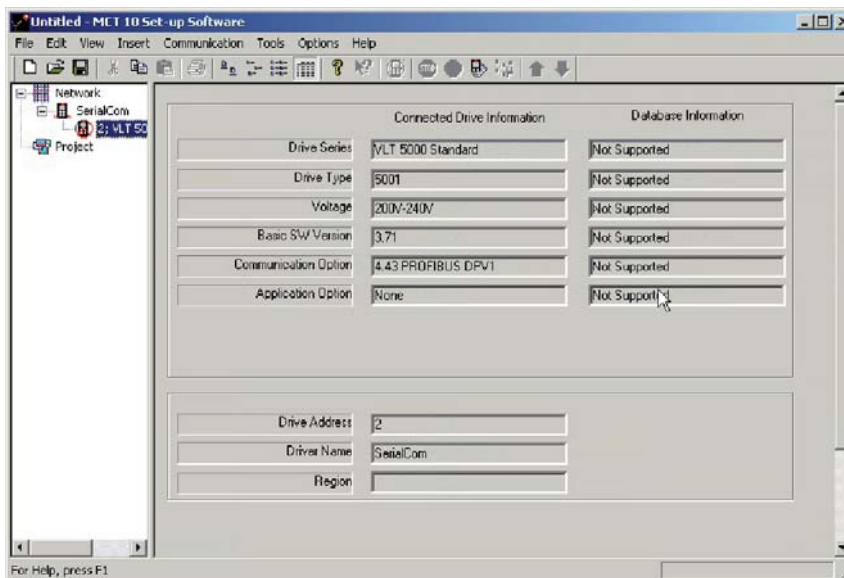 Untitled - MCT 10 Set-up Software
File Edit View Insert Communication Tools Options Help
Network
SerialCom
2; VLT 50
Project
Connected Drive Information Database Information
Drive Series VLT 5000 Standard Not Supported
Drive Type 5001 Not Supported
Voltage 200V-240V Not Supported
Basic SW Version 3.71 Not Supported
Communication Option 4.43 PROFIBUS DPV1 Not Supported
Application Option None Not Supported
Drive Address 2
Driver Name SerialCom
Region
For Help, press F1